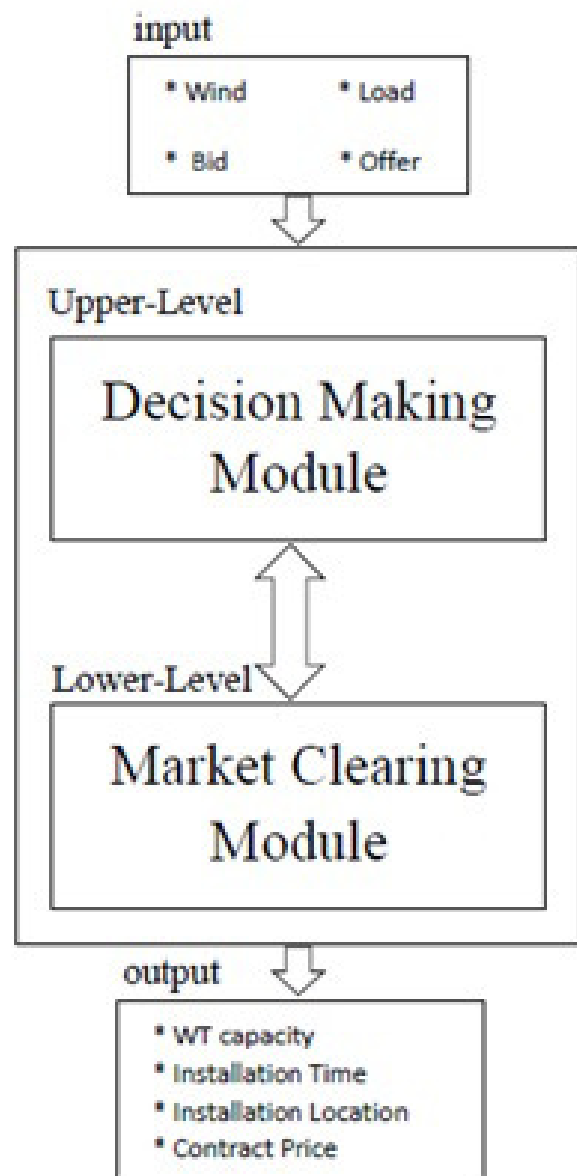 input
* Wind * Load
* Bid * Offer
Upper-Level
Decision Making
Module
Lower-Level
Market Clearing
Module
output
* WT capacity
* Installation Time
* Installation Location
* Contract Price